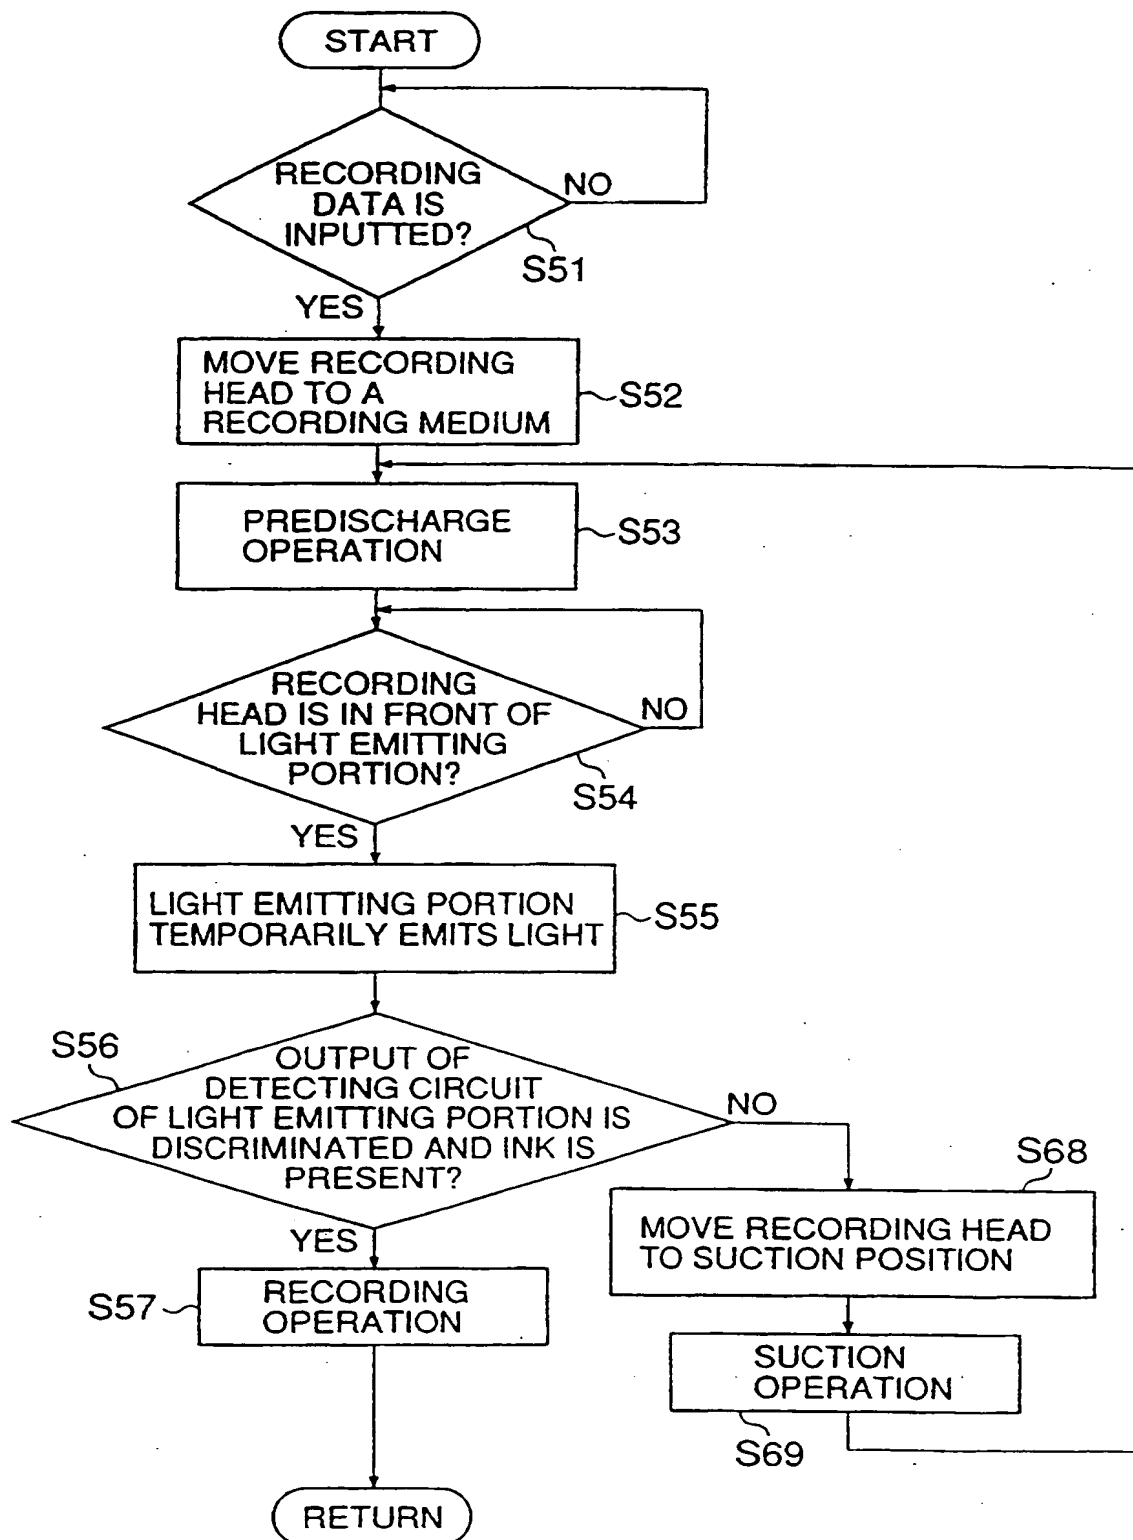 START
RECORDING
DATA IS
INPUTTED?
NO
S51
YES
MOVE RECORDING
HEAD TO A
RECORDING MEDIUM
S52
PREDISCHARGE
OPERATION
S53
RECORDING
HEAD IS IN FRONT OF
LIGHT EMITTING
PORTION?
NO
S54
YES
LIGHT EMITTING PORTION
TEMPORARILY EMITS LIGHT
S55
S56
OUTPUT OF
DETECTING CIRCUIT
OF LIGHT EMITTING PORTION IS
DISCRIMINATED AND INK IS
PRESENT?
NO
YES
S68
MOVE RECORDING HEAD
TO SUCTION POSITION
S57
RECORDING
OPERATION
SUCTION
OPERATION
S69
RETURN